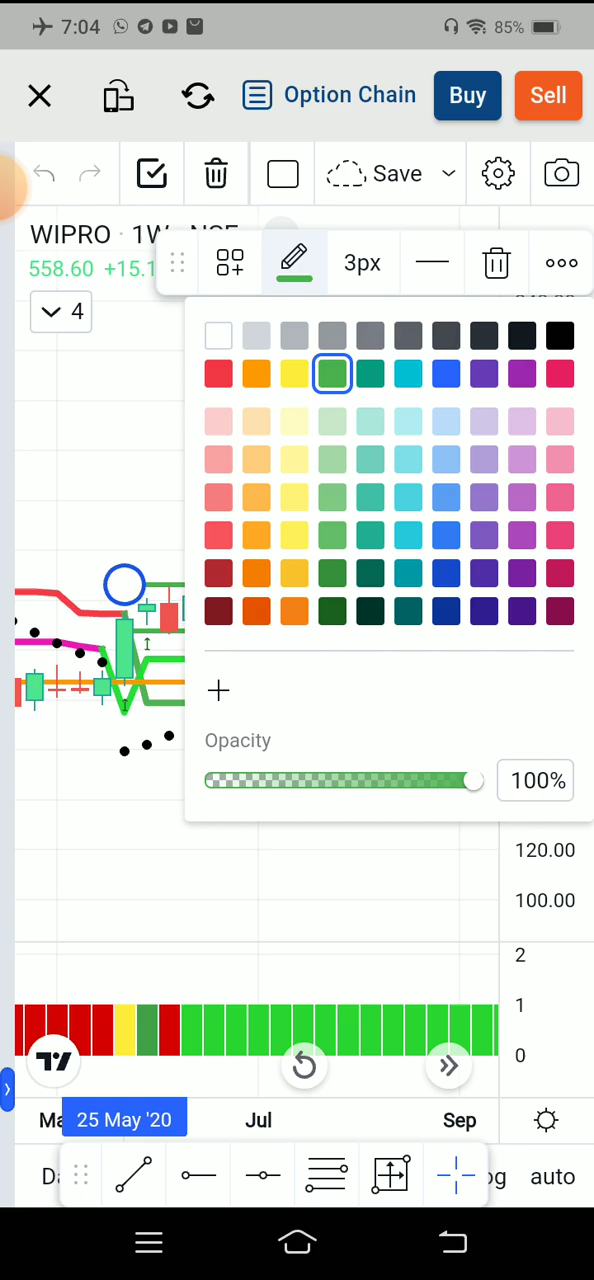 7:04
85%
Option Chain
Buy
Sell
Save
WIPRO · 1W
558.60 +15.1
3px
4
Opacity
100%
120.00
100.00
2
1
0
25 May '20
Jul
Sep
auto